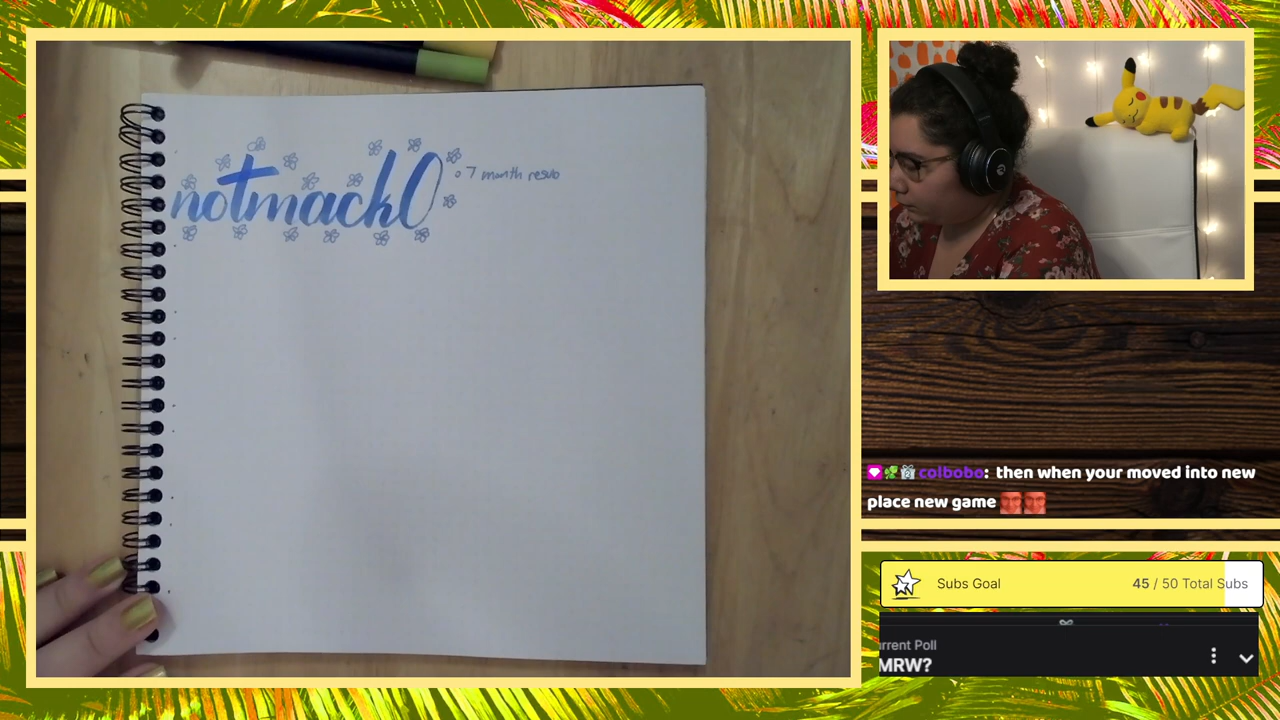 notmack0
7 month resub
colbobo: then when your moved into new
place new game
Subs Goal
45 / 50 Total Subs
rrent Poll
MRW?